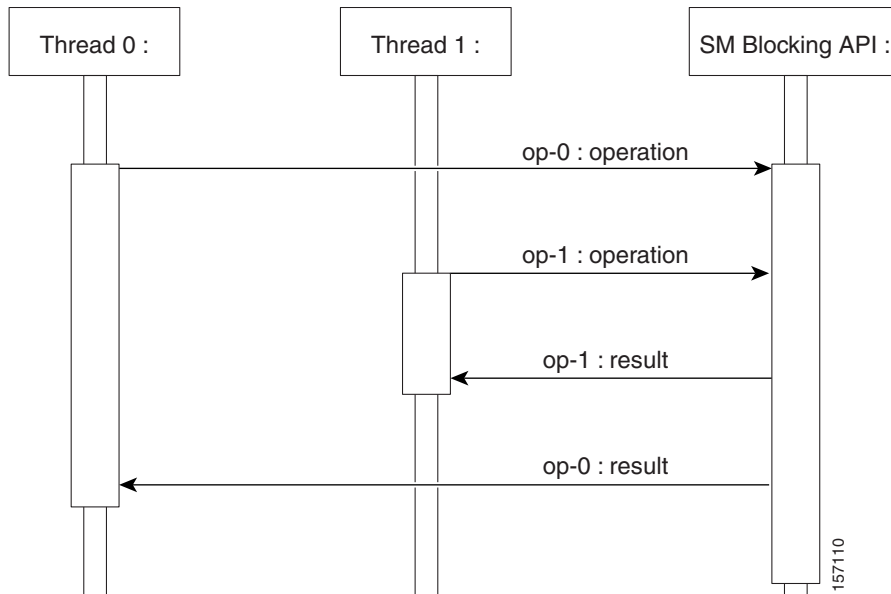 Thread 0 :
Thread 1 :
SM Blocking API :
op-0 : operation
op-1 : operation
op-1 : result
op-0 : result
157110